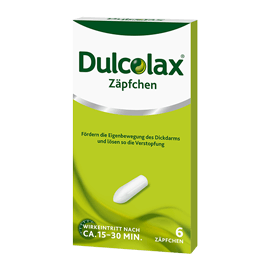 Dulcolax®
Zäpfchen
Fördern die Eigenbewegung des Dickdarms
und lösen so die Verstopfung
WIRKEINTRITT NACH
CA. 15–30 MIN.
6
ZÄPFCHEN